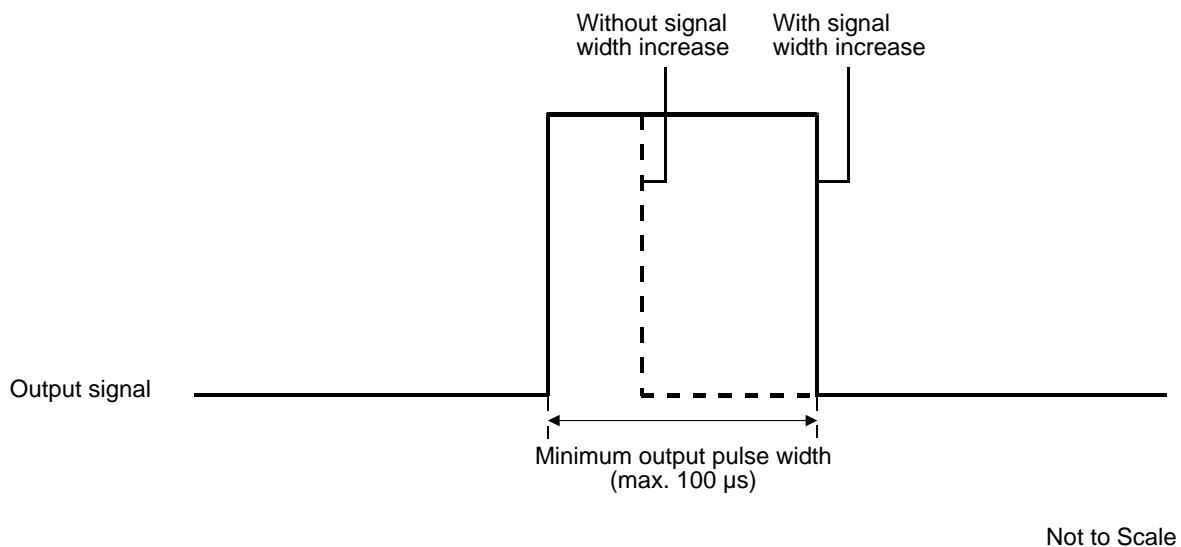 Without signal
width increase
With signal
width increase
Output signal
Minimum output pulse width
(max. 100 µs)
Not to Scale